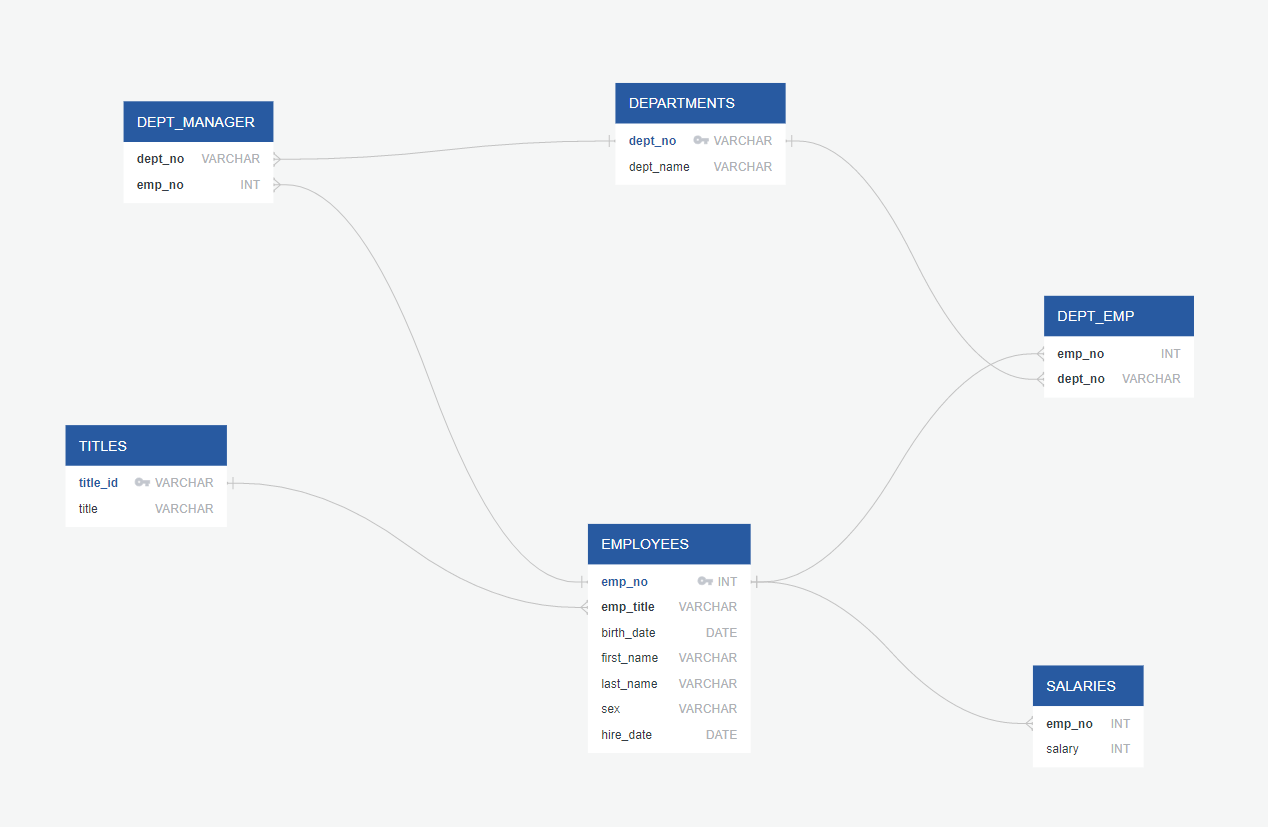 DEPT_MANAGER
dept_no VARCHAR
emp_no INT
DEPARTMENTS
dept_no VARCHAR
dept_name VARCHAR
DEPT_EMP
emp_no INT
dept_no VARCHAR
TITLES
title_id VARCHAR
title VARCHAR
EMPLOYEES
emp_no INT
emp_title VARCHAR
birth_date DATE
first_name VARCHAR
last_name VARCHAR
sex VARCHAR
hire_date DATE
SALARIES
emp_no INT
salary INT